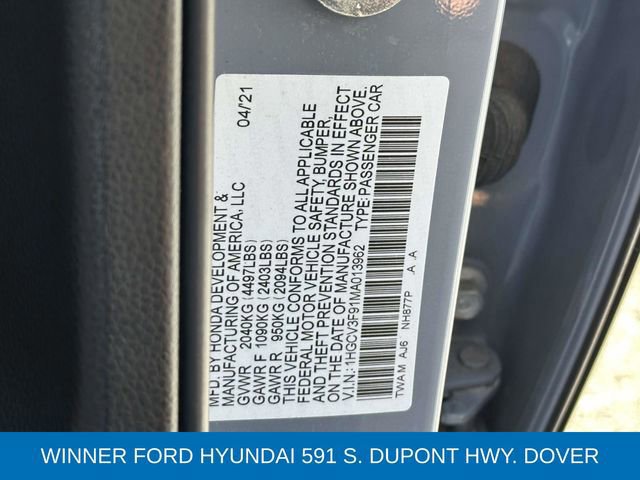 MFD. BY HONDA DEVELOPMENT &
MANUFACTURING OF AMERICA, LLC 04/'21
GVWR 2040KG (4497LBS)
GAWR F 1090KG (2403LBS)
GAWR R 950KG (2094LBS)
THIS VEHICLE CONFORMS TO ALL APPLICABLE
FEDERAL MOTOR VEHICLE SAFETY, BUMPER,
AND THEFT PREVENTION STANDARDS IN EFFECT
ON THE DATE OF MANUFACTURE SHOWN ABOVE.
V.I.N.: 1HGCV3F91MA013962 TYPE: PASSENGER CAR
TWAM AJ6 NH877P .A .A
WINNER FORD HYUNDAI 591 S. DUPONT HWY. DOVER